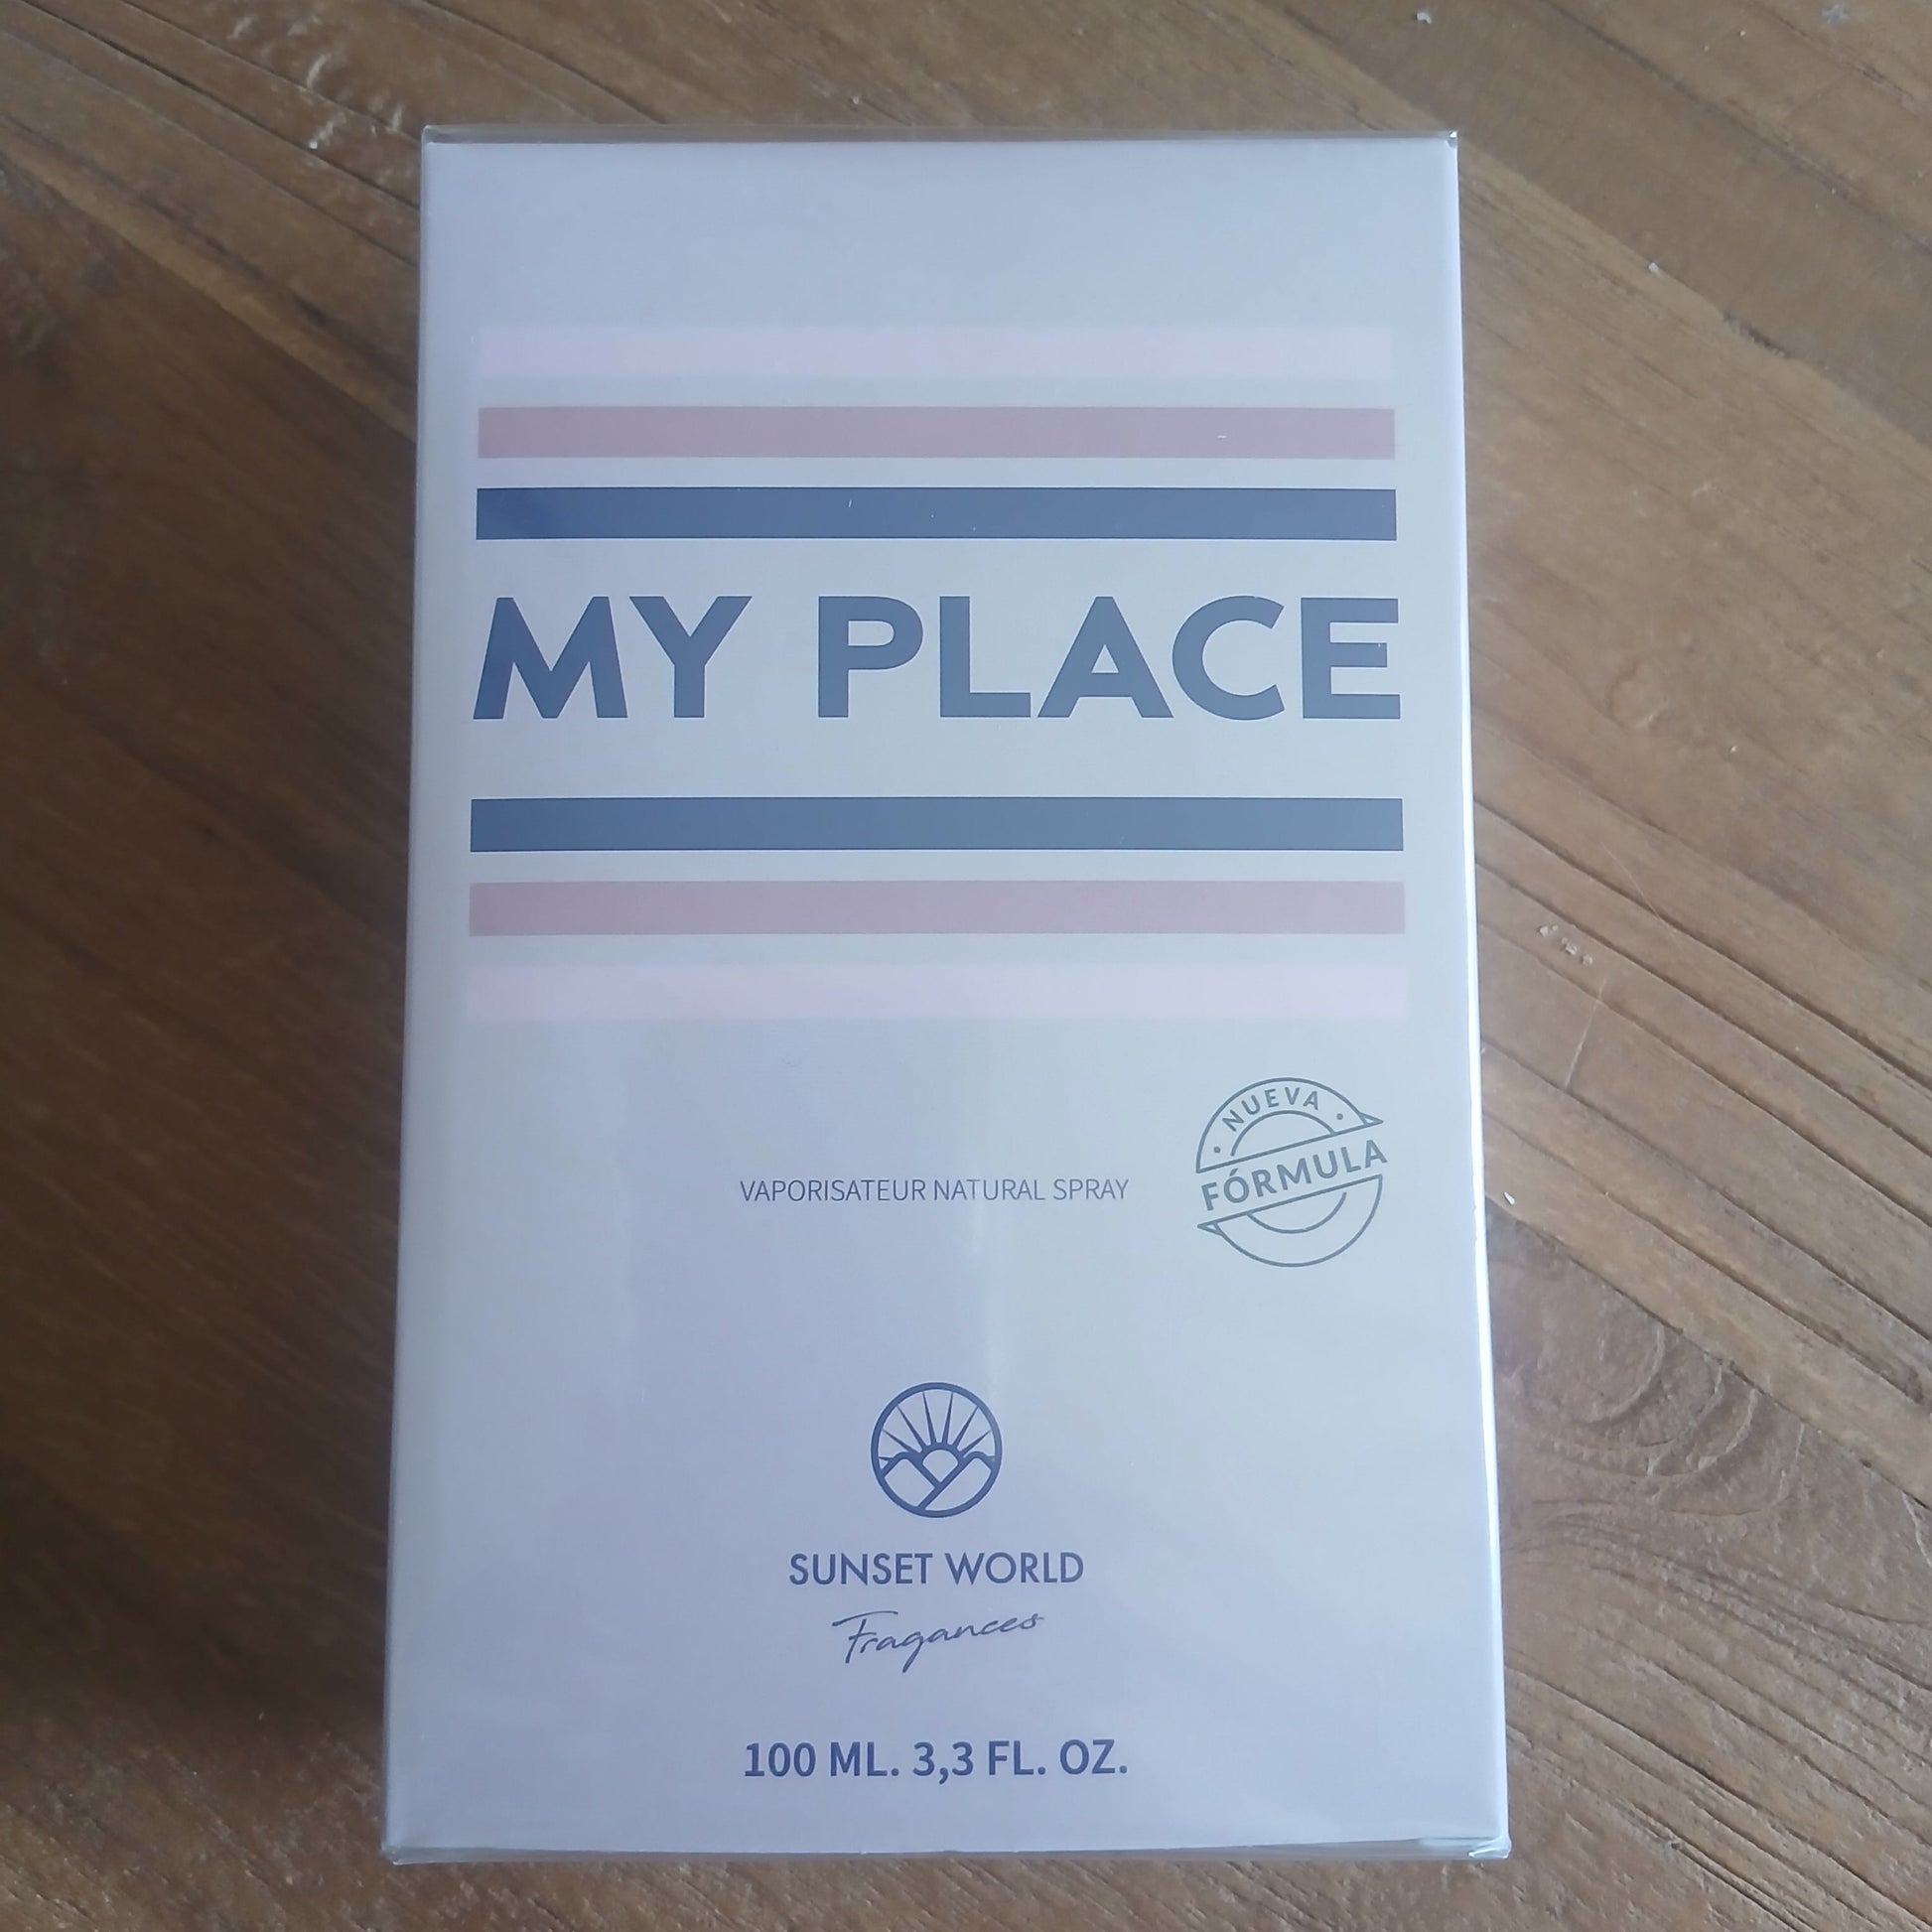 MY PLACE
VAPORISATEUR NATURAL SPRAY
NUEVA
FÓRMULA
SUNSET WORLD
Fragances
100 ML. 3,3 FL. OZ.